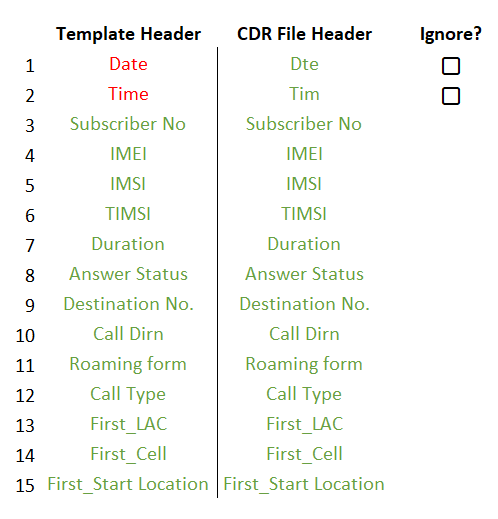 Template Header CDR File Header Ignore?
1 Date Dte
2 Time Tim
3 Subscriber No Subscriber No
4 IMEI IMEI
5 IMSI IMSI
6 TIMSI TIMSI
7 Duration Duration
8 Answer Status Answer Status
9 Destination No. Destination No.
10 Call Dirn Call Dirn
11 Roaming form Roaming form
12 Call Type Call Type
13 First_LAC First_LAC
14 First_Cell First_Cell
15 First_Start Location First_Start Location